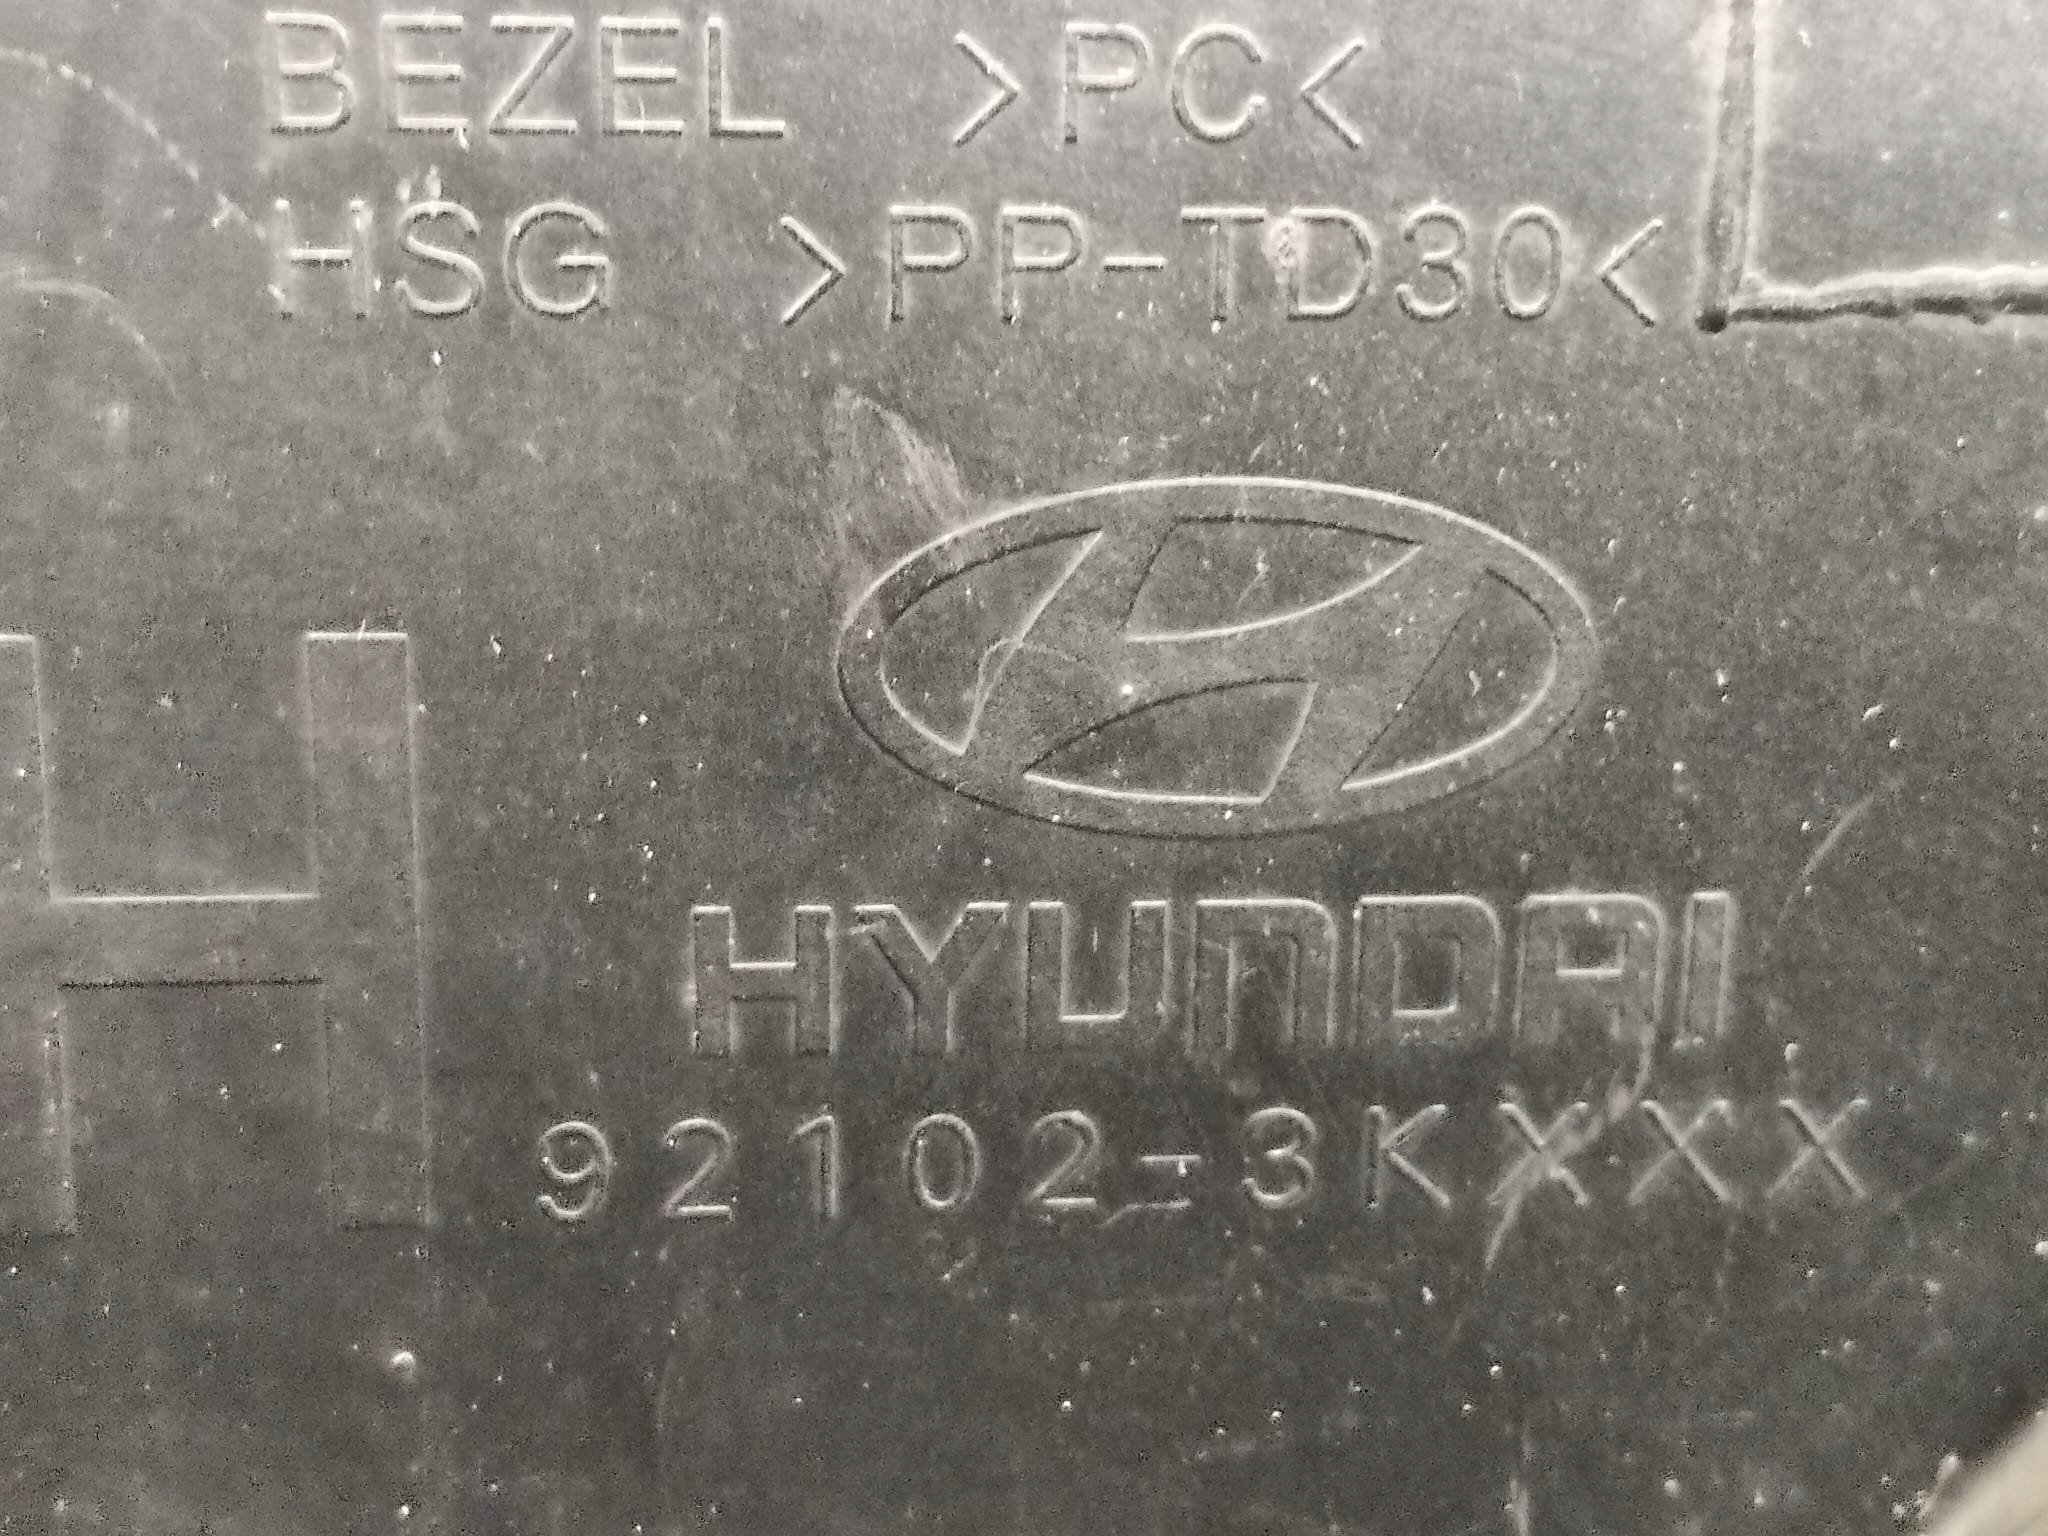 BEZEL >PC<
HSG >PP-TD30<
H
HYUNDAI
92102-3KXXX